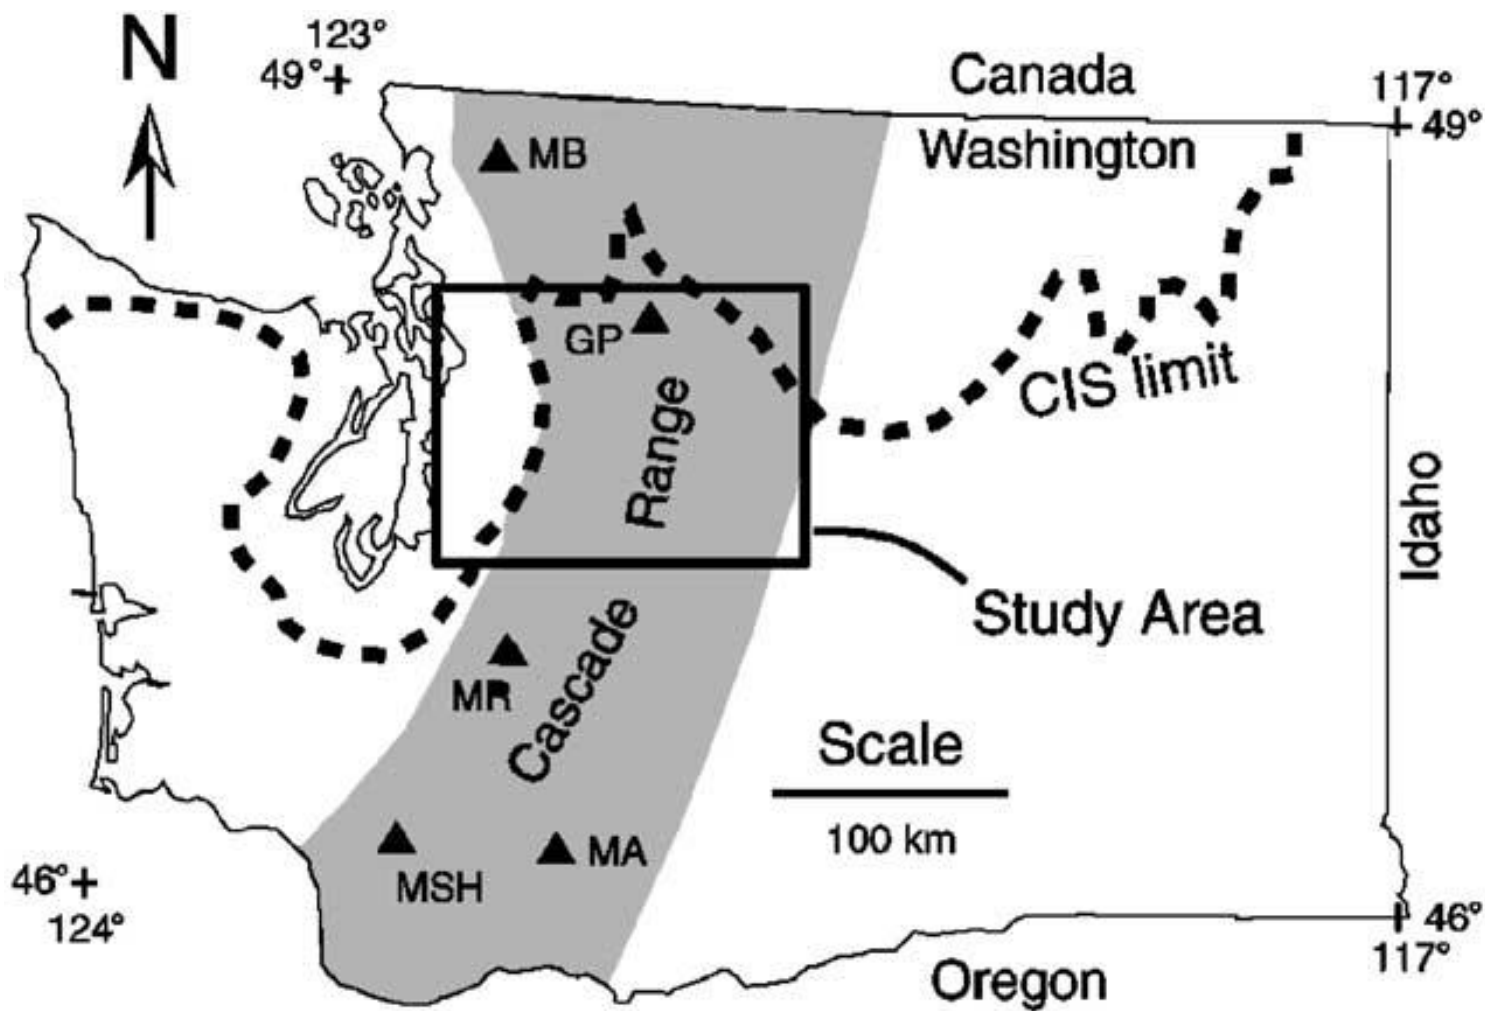 N
123°
49°
Canada
117°
49°
Washington
MB
GP
Range
CIS limit
Idaho
Study Area
Cascade
MR
Scale
100 km
MSH
MA
46°
124°
46°
117°
Oregon